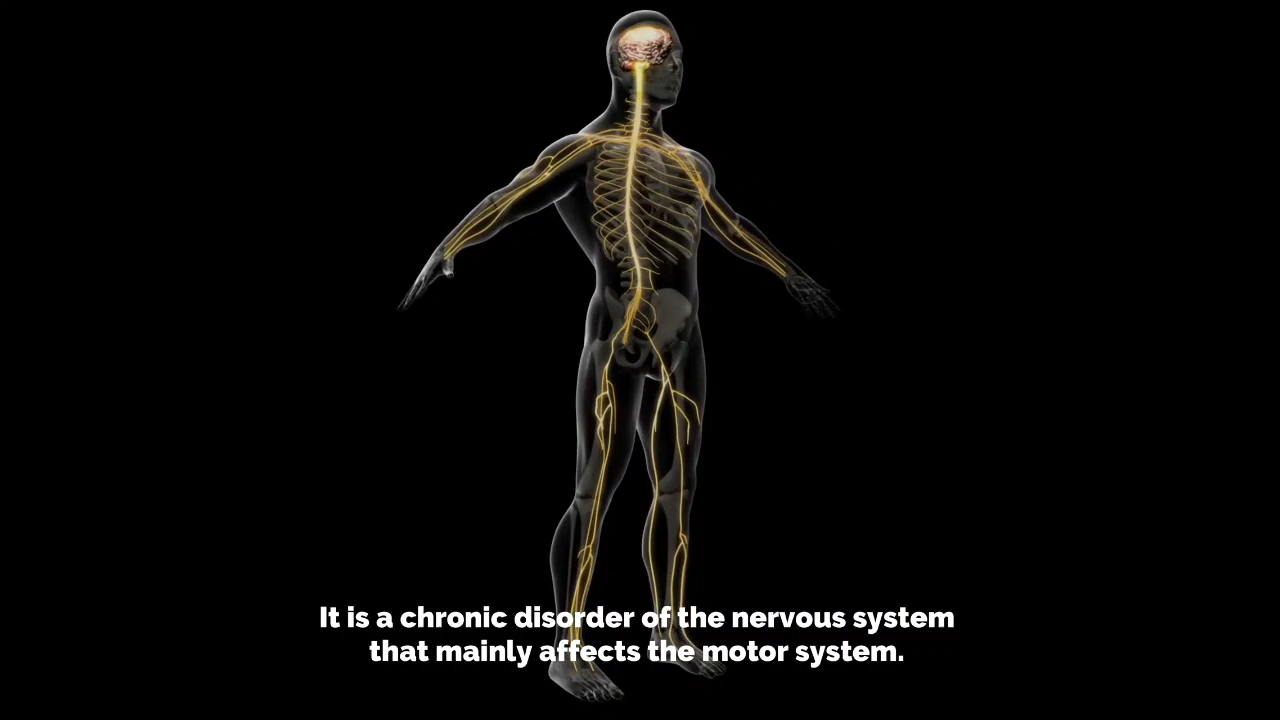 It is a chronic disorder of the nervous system
that mainly affects the motor system.